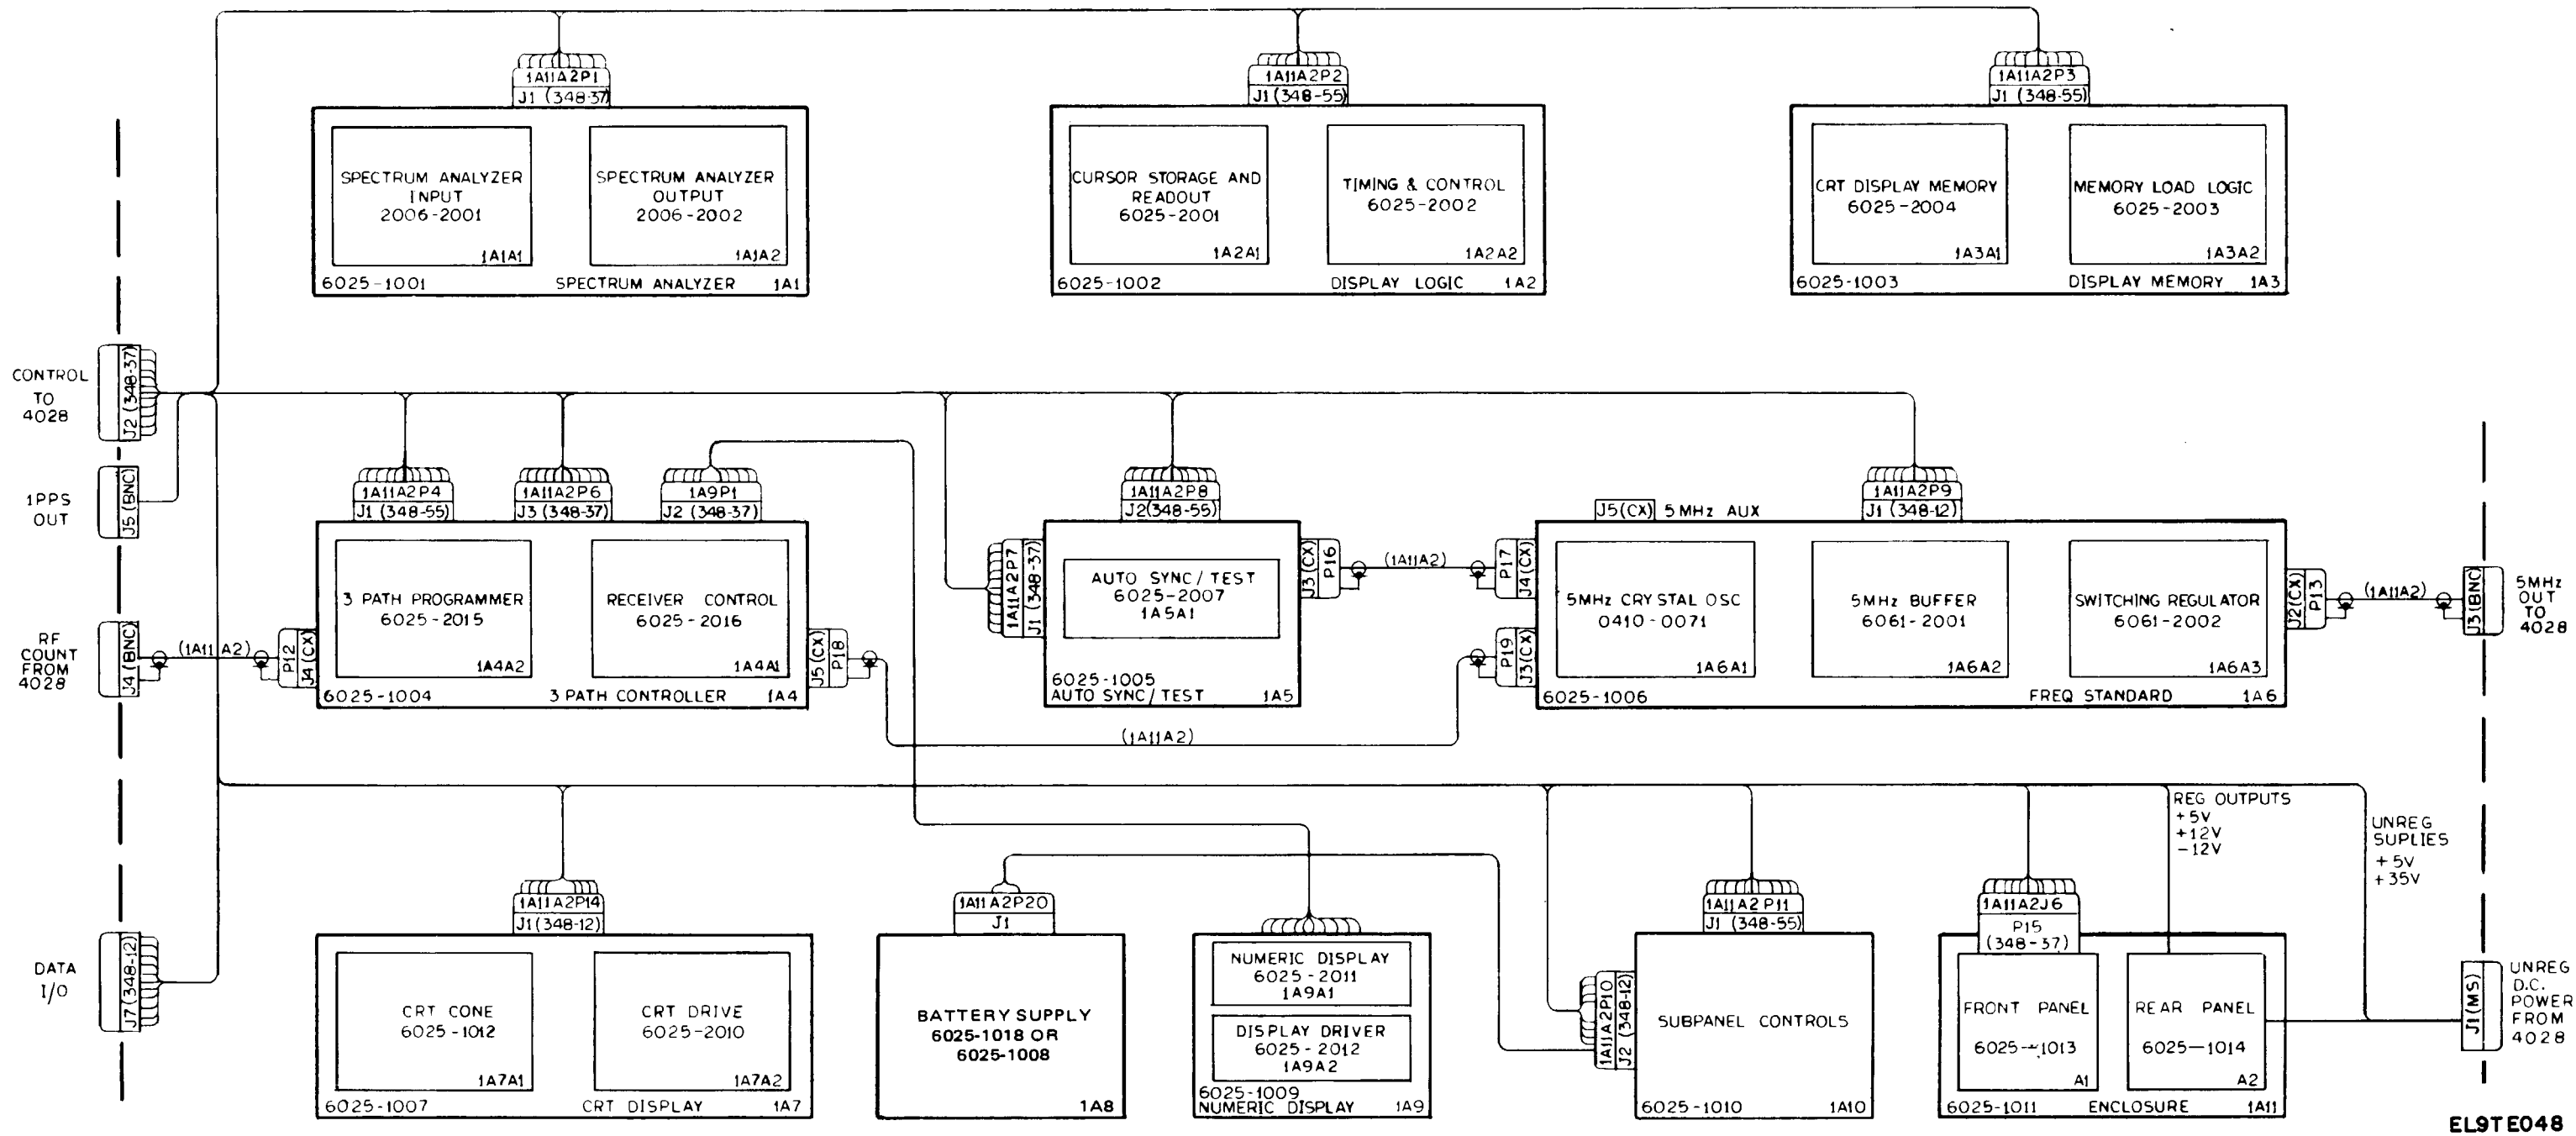 1A11A2P1
J1 (348-37)
SPECTRUM ANALYZER
INPUT
2006-2001
1A1A1
SPECTRUM ANALYZER
OUTPUT
2006-2002
1A1A2
6025-1001
SPECTRUM ANALYZER
1A1
1A11A2P2
J1 (348-55)
CURSOR STORAGE AND
READOUT
6025-2001
1A2A1
TIMING & CONTROL
6025-2002
1A2A2
6025-1002
DISPLAY LOGIC
1A2
1A11A2P3
J1 (348-55)
CRT DISPLAY MEMORY
6025-2004
1A3A1
MEMORY LOAD LOGIC
6025-2003
1A3A2
6025-1003
DISPLAY MEMORY
1A3
CONTROL
TO
4028
J2 (348-37)
1PPS
OUT
J5 (BNC)
RF
COUNT
FROM
4028
J4 (BNC)
(1A11A2)
P12
J4 (CX)
1A11A2P4
J1 (348-55)
1A11A2P6
J3 (348-37)
1A9P1
J2 (348-37)
3 PATH PROGRAMMER
6025-2015
1A4A2
RECEIVER CONTROL
6025-2016
1A4A1
6025-1004
3 PATH CONTROLLER
1A4
J5 (CX)
P18
(1A11A2)
1A11A2P7
J1 (348-37)
1A11A2P8
J2(348-55)
AUTO SYNC / TEST
6025-2007
1A5A1
6025-1005
AUTO SYNC/TEST
1A5
J3 (CX)
P16
(1A11A2)
P17
J4(CX)
P19
J3(CX)
J5(CX)
5MHz AUX
1A11A2P9
J1 (348-12)
5MHz CRYSTAL OSC
0410-0071
1A6A1
5MHz BUFFER
6061-2001
1A6A2
SWITCHING REGULATOR
6061-2002
1A6A3
6025-1006
FREQ STANDARD
1A6
J2(CX)
P13
(1A11A2)
J3(BNC)
5MHZ
OUT
TO
4028
DATA
I/O
J7 (348-12)
1A11A2P14
J1 (348-12)
CRT CONE
6025-1012
1A7A1
CRT DRIVE
6025-2010
1A7A2
6025-1007
CRT DISPLAY
1A7
1A11A2P20
J1
BATTERY SUPPLY
6025-1018 OR
6025-1008
1A8
NUMERIC DISPLAY
6025-2011
1A9A1
DISPLAY DRIVER
6025-2012
1A9A2
6025-1009
NUMERIC DISPLAY
1A9
1A11A2P11
J1 (348-55)
1A11A2P10
J2 (348-12)
SUBPANEL CONTROLS
6025-1010
1A10
1A11A2J6
P15
(348-37)
FRONT PANEL
6025-1013
A1
REAR PANEL
6025-1014
A2
6025-1011
ENCLOSURE
1A11
REG OUTPUTS
+5V
+12V
-12V
UNREG
SUPLIES
+5V
+35V
J1 (MS)
UNREG
D.C.
POWER
FROM
4028
EL9TE048